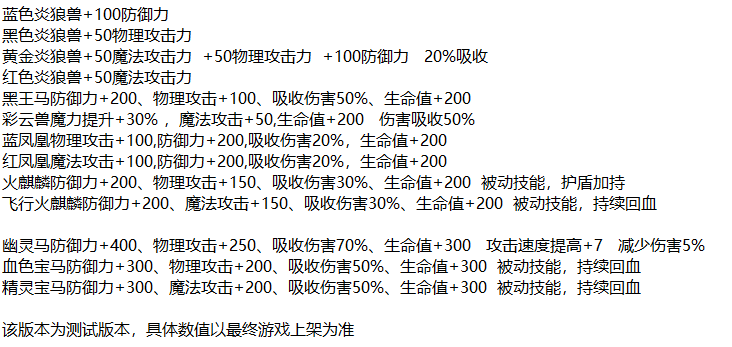 蓝色炎狼兽+100防御力
黑色炎狼兽+50物理攻击力
黄金炎狼兽+50魔法攻击力  +50物理攻击力  +100防御力   20%吸收
红色炎狼兽+50魔法攻击力
黑王马防御力+200、物理攻击+100、吸收伤害50%、生命值+200
彩云兽魔力提升+30% ，魔法攻击+50,生命值+200   伤害吸收50%
蓝凤凰物理攻击+100,防御力+200,吸收伤害20%，生命值+200
红凤凰魔法攻击+100,防御力+200,吸收伤害20%，生命值+200
火麒麟防御力+200、物理攻击+150、吸收伤害30%、生命值+200  被动技能，护盾加持
飞行火麒麟防御力+200、魔法攻击+150、吸收伤害30%、生命值+200  被动技能，持续回血
幽灵马防御力+400、物理攻击+250、吸收伤害70%、生命值+300   攻击速度提高+7   减少伤害5%
血色宝马防御力+300、物理攻击+200、吸收伤害50%、生命值+300  被动技能，持续回血
精灵宝马防御力+300、魔法攻击+200、吸收伤害50%、生命值+300  被动技能，持续回血
该版本为测试版本，具体数值以最终游戏上架为准